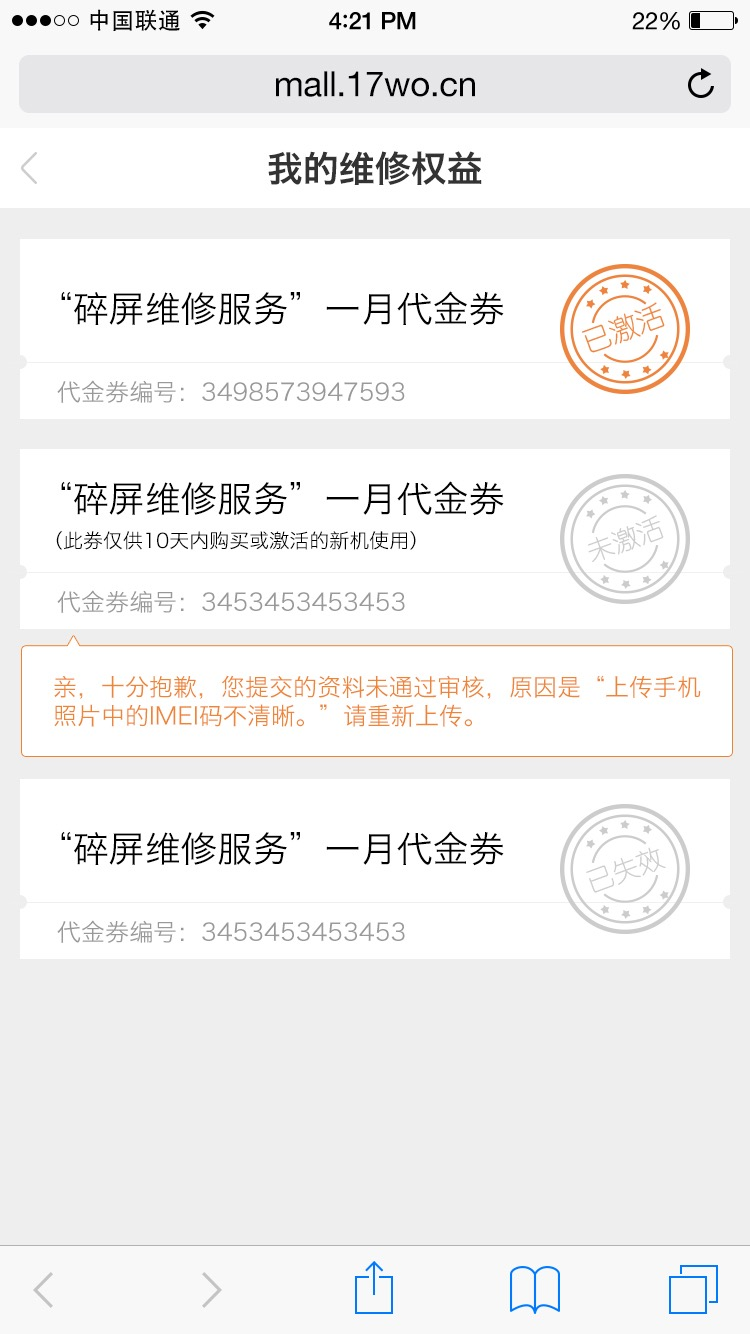 中国联通 4:21 PM 22%
mall.17wo.cn
我的维修权益
“碎屏维修服务”一月代金券
已激活
代金券编号：3498573947593
“碎屏维修服务”一月代金券
（此券仅供10天内购买或激活的新机使用）
未激活
代金券编号：3453453453453
亲，十分抱歉，您提交的资料未通过审核，原因是“上传手机
照片中的IMEI码不清晰。”请重新上传。
“碎屏维修服务”一月代金券
已失效
代金券编号：3453453453453